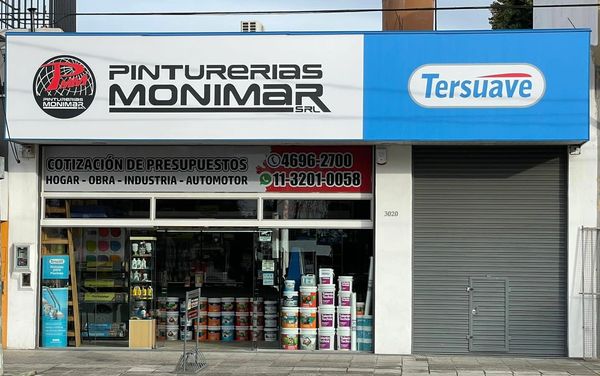 PINTURERIAS
MONIMAR
SRL
PINTURERIAS
MONIMAR
Tersuave
COTIZACIÓN DE PRESUPUESTOS
HOGAR - OBRA - INDUSTRIA - AUTOMOTOR
4696-2700
11-3201-0058
3020
Tersuave